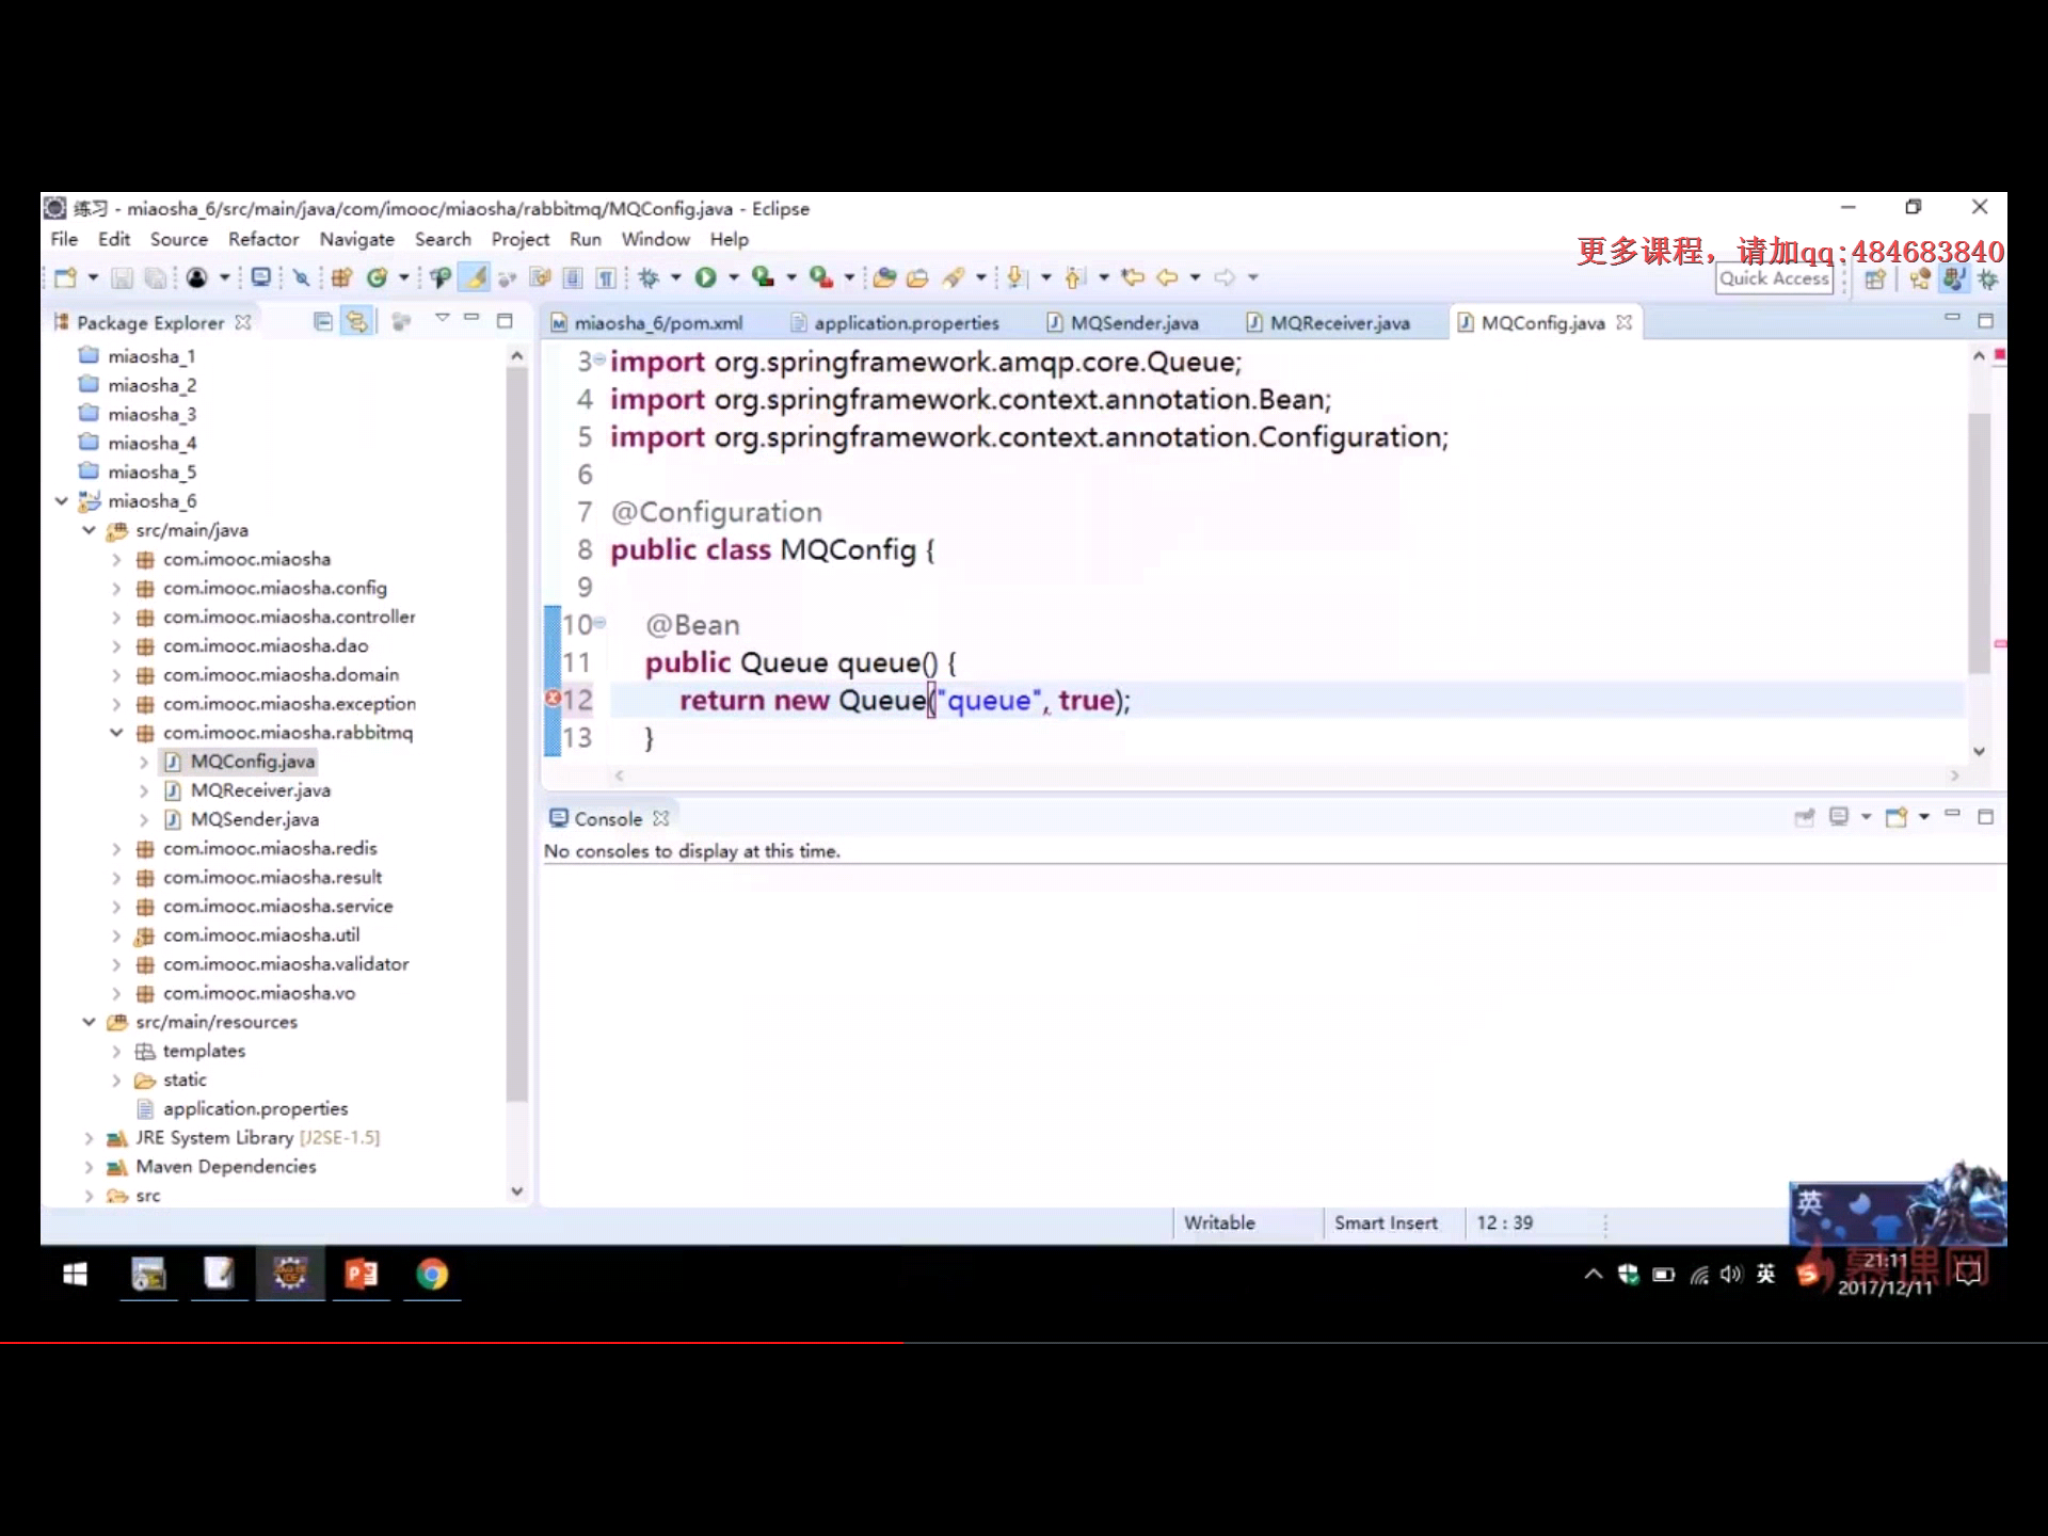 练习 - miaosha_6/src/main/java/com/imooc/miaosha/rabbitmq/MQConfig.java - Eclipse
File Edit Source Refactor Navigate Search Project Run Window Help
更多课程，请加qq:484683840
Quick Access
Package Explorer
miaosha_1
miaosha_2
miaosha_3
miaosha_4
miaosha_5
miaosha_6
src/main/java
com.imooc.miaosha
com.imooc.miaosha.config
com.imooc.miaosha.controller
com.imooc.miaosha.dao
com.imooc.miaosha.domain
com.imooc.miaosha.exception
com.imooc.miaosha.rabbitmq
MQConfig.java
MQReceiver.java
MQSender.java
com.imooc.miaosha.redis
com.imooc.miaosha.result
com.imooc.miaosha.service
com.imooc.miaosha.util
com.imooc.miaosha.validator
com.imooc.miaosha.vo
src/main/resources
templates
static
application.properties
JRE System Library [J2SE-1.5]
Maven Dependencies
src
miaosha_6/pom.xml application.properties MQSender.java MQReceiver.java MQConfig.java
3 import org.springframework.amqp.core.Queue;
4 import org.springframework.context.annotation.Bean;
5 import org.springframework.context.annotation.Configuration;
6
7 @Configuration
8 public class MQConfig {
9
10 @Bean
11 public Queue queue() {
12 return new Queue("queue", true);
13 }
Console
No consoles to display at this time.
Writable Smart Insert 12 : 39
英
英
慕课网
21:11
2017/12/11